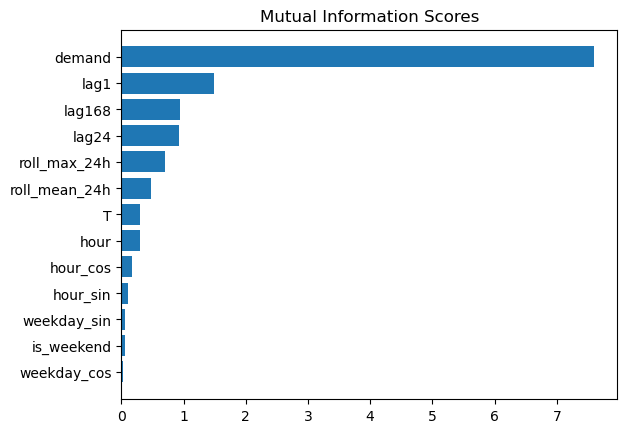 Mutual Information Scores
demand
lag1
lag168
lag24
roll_max_24h
roll_mean_24h
T
hour
hour_cos
hour_sin
weekday_sin
is_weekend
weekday_cos
0 1 2 3 4 5 6 7